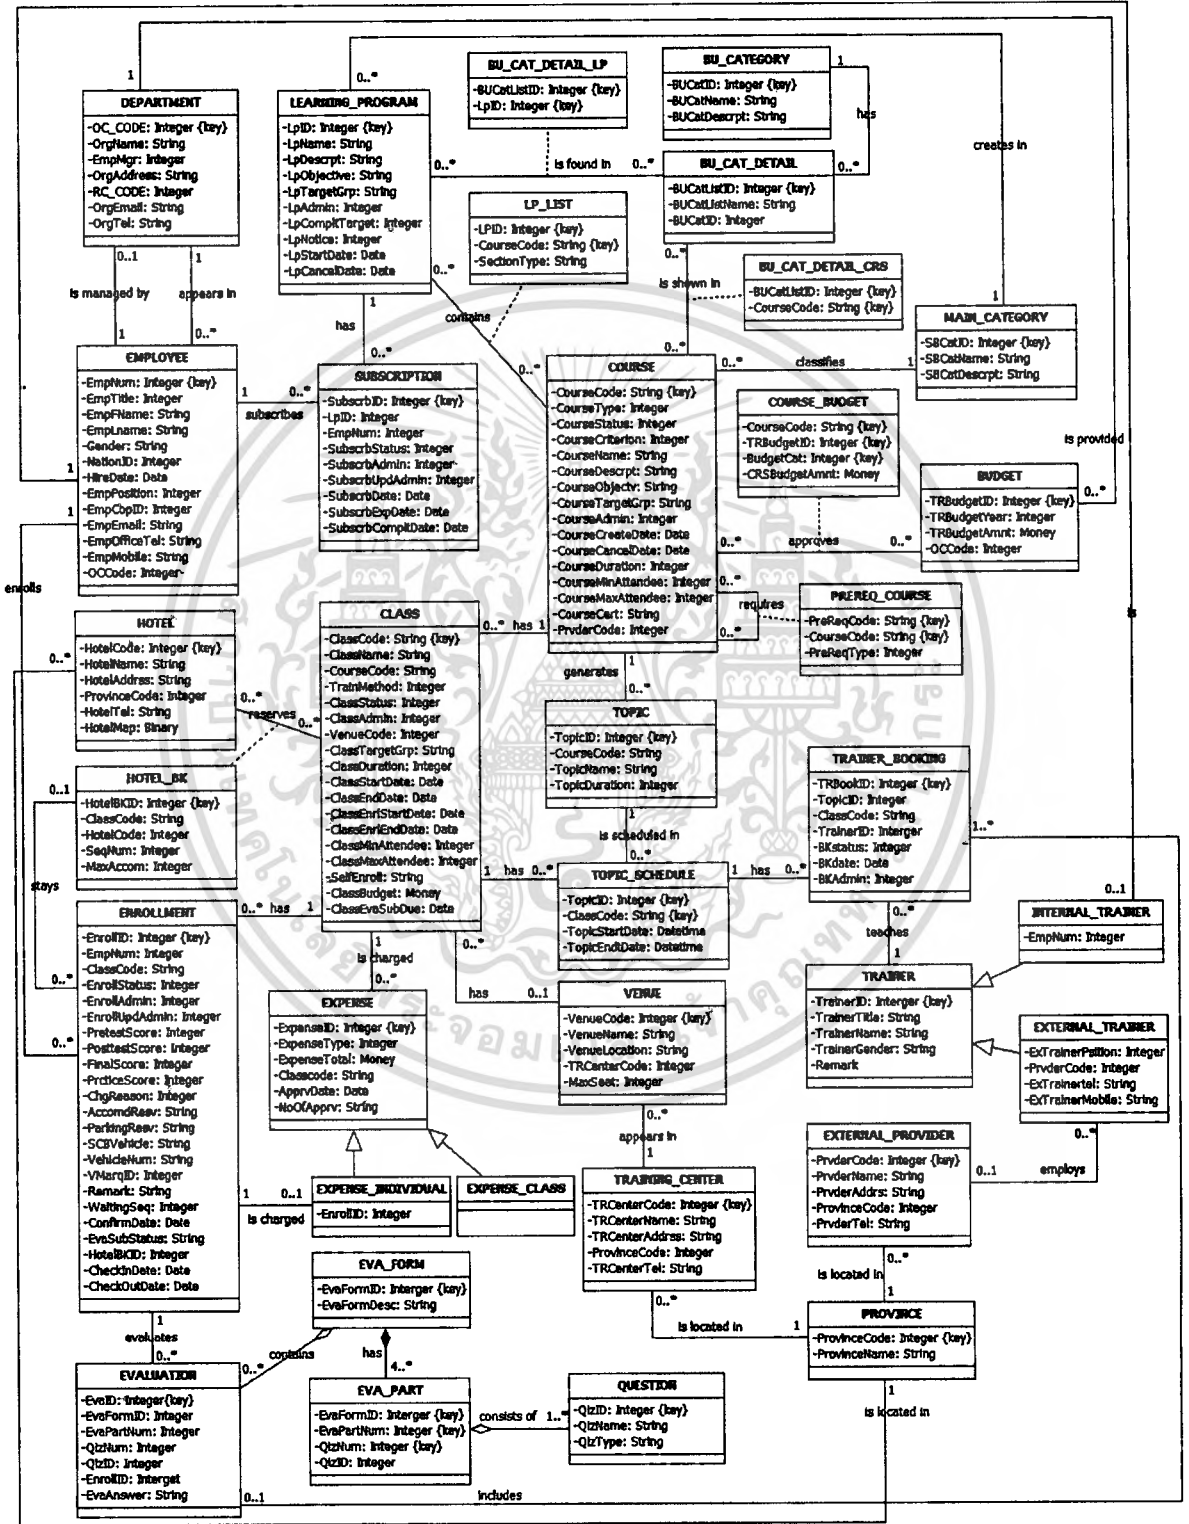 1
1
0..*
DEPARTMENT
-OC_CODE: Integer {key}
-OrgName: String
-EmpMgr: Integer
-OrgAddress: String
-RC_CODE: Integer
-OrgEmail: String
-OrgTel: String
LEARNING_PROGRAM
-LpID: Integer {key}
-LpName: String
-LpDescrpt: String
-LpObjective: String
-LpTargetGrp: String
-LpAdmin: Integer
-LpCompltTarget: Integer
-LpNotice: Integer
-LpStartDate: Date
-LpCancelDate: Date
BU_CAT_DETAIL_LP
-BUCatListID: Integer {key}
-LpID: Integer {key}
BU_CATEGORY
-BUCatID: Integer {key}
-BUCatName: String
-BUCatDescrpt: String
has
0..*
is found in
0..*
0..*
BU_CAT_DETAIL
-BUCatListID: Integer {key}
-BUCatListName: String
-BUCatID: Integer
creates in
LP_LIST
-LPID: Integer {key}
-CourseCode: String {key}
-SectionType: String
0..*
0..*
is shown in
BU_CAT_DETAIL_CRS
-BUCatListID: Integer {key}
-CourseCode: String {key}
1
MAIN_CATEGORY
-SBCatID: Integer {key}
-SBCatName: String
-SBCatDescrpt: String
0..1
1
is managed by
appears in
1
0..*
1
has
0..*
contains
0..*
0..*
0..*
classifies
1
EMPLOYEE
-EmpNum: Integer {key}
-EmpTitle: Integer
-EmpFName: String
-EmpLname: String
-Gender: String
-NationID: Integer
-HireDate: Date
-EmpPosition: Integer
-EmpCbpID: Integer
-EmpEmail: String
-EmpOfficeTel: String
-EmpMobile: String
-OCCode: Integer
1
subscribes
0..*
1
1
enrolls
SUBSCRIPTION
-SubscrbID: Integer {key}
-LpID: Integer
-EmpNum: Integer
-SubscrbStatus: Integer
-SubscrbAdmin: Integer
-SubscrbUpdAdmin: Integer
-SubscrbDate: Date
-SubscrbExpDate: Date
-SubscrbCompltDate: Date
COURSE
-CourseCode: String {key}
-CourseType: Integer
-CourseStatus: Integer
-CourseCriterion: Integer
-CourseName: String
-CourseDescrpt: String
-CourseObjectv: String
-CourseTargetGrp: String
-CourseAdmin: Integer
-CourseCreateDate: Date
-CourseCancelDate: Date
-CourseDuration: Integer
-CourseMinAttendee: Integer
-CourseMaxAttendee: Integer
-CourseCert: String
-PrvderCode: Integer
COURSE_BUDGET
-CourseCode: String {key}
-TRBudgetID: Integer {key}
-BudgetCat: Integer {key}
-CRSBudgetAmnt: Money
is provided
BUDGET
-TRBudgetID: Integer {key}
-TRBudgetYear: Integer
-TRBudgetAmnt: Money
-OCCode: Integer
0..*
0..*
approves
0..*
0..*
requires
0..*
PREREQ_COURSE
-PreReqCode: String {key}
-CourseCode: String {key}
-PreReqType: Integer
is
HOTEL
-HotelCode: Integer {key}
-HotelName: String
-HotelAddrss: String
-ProvinceCode: Integer
-HotelTel: String
-HotelMap: Binary
0..*
0..*
reserves
0..*
CLASS
-ClassCode: String {key}
-ClassName: String
-CourseCode: String
-TrainMethod: Integer
-ClassStatus: Integer
-ClassAdmin: Integer
-VenueCode: Integer
-ClassTargetGrp: String
-ClassDuration: Integer
-ClassStartDate: Date
-ClassEndDate: Date
-ClassEnrlStartDate: Date
-ClassEnrlEndDate: Date
-ClassMinAttendee: Integer
-ClassMaxAttendee: Integer
-SelfEnroll: String
-ClassBudget: Money
-ClassEvaSubDue: Date
0..*
has
1
1
generates
0..*
TOPIC
-TopicID: Integer {key}
-CourseCode: String
-TopicName: String
-TopicDuration: Integer
1
is scheduled in
0..*
HOTEL_BK
-HotelBKID: Integer {key}
-ClassCode: String
-HotelCode: Integer
-SeqNum: Integer
-MaxAccom: Integer
0..1
stays
0..*
TRAINER_BOOKING
-TRBookID: Integer {key}
-TopicID: Integer
-ClassCode: String
-TrainerID: Interger
-BKstatus: Integer
-BKdate: Date
-BKAdmin: Integer
1..*
1 has 0..*
TOPIC_SCHEDULE
-TopicID: Integer {key}
-ClassCode: String {key}
-TopicStartDate: Datetime
-TopicEndtDate: Datetime
1 has 0..*
0..*
teaches
1
0..1
INTERNAL_TRAINER
-EmpNum: Integer
ENROLLMENT
-EnrollID: Integer {key}
-EmpNum: Integer
-ClassCode: String
-EnrollStatus: Integer
-EnrollAdmin: Integer
-EnrollUpdAdmin: Integer
-PretestScore: Integer
-PosttestScore: Integer
-FinalScore: Integer
-PrcticeScore: Integer
-ChgReason: Integer
-AccomdResv: String
-ParkingResv: String
-SCBVehicle: String
-VehicleNum: String
-VMarqID: Integer
-Remark: String
-WaitingSeq: Integer
-ConfirmDate: Date
-EvaSubStatus: String
-HotelBKID: Integer
-CheckInDate: Date
-CheckOutDate: Date
0..* has 1
0..*
1
is charged
0..*
0..*
has
0..1
EXPENSE
-ExpenseID: Integer {key}
-ExpenseType: Integer
-ExpenseTotal: Money
-Classcode: String
-ApprvDate: Date
-NoOfApprv: String
VENUE
-VenueCode: Integer {key}
-VenueName: String
-VenueLocation: String
-TRCenterCode: Integer
-MaxSeat: Integer
TRAINER
-TrainerID: Interger {key}
-TrainerTitle: String
-TrainerName: String
-TrainerGender: String
-Remark
EXTERNAL_TRAINER
-ExTrainerPsition: Integer
-PrvderCode: Integer
-ExTrainertel: String
-ExTrainerMobile: String
0..*
appears in
1
EXTERNAL_PROVIDER
-PrvderCode: Integer {key}
-PrvderName: String
-PrvderAddrs: String
-ProvinceCode: Integer
-PrvderTel: String
0..1
employs
0..*
1
0..1
is charged
EXPENSE_INDIVIDUAL
-EnrollID: Integer
EXPENSE_CLASS
TRAINING_CENTER
-TRCenterCode: Integer {key}
-TRCenterName: String
-TRCenterAddrss: String
-ProvinceCode: Integer
-TRCenterTel: String
0..*
is located in
1
0..*
is located in
1
PROVINCE
-ProvinceCode: Integer {key}
-ProvinceName: String
1
is located in
EVA_FORM
-EvaFormID: Interger {key}
-EvaFormDesc: String
1
evaluates
0..*
contains
0..*
has
4..*
EVALUATION
-EvaID: Integer{key}
-EvaFormID: Integer
-EvaPartNum: Integer
-QizNum: Integer
-QizID: Integer
-EnrollID: Interget
-EvaAnswer: String
EVA_PART
-EvaFormID: Interger {key}
-EvaPartNum: Integer {key}
-QizNum: Integer {key}
-QizID: Integer
consists of 1..*
QUESTION
-QizID: Integer {key}
-QizName: String
-QizType: String
0..1
includes